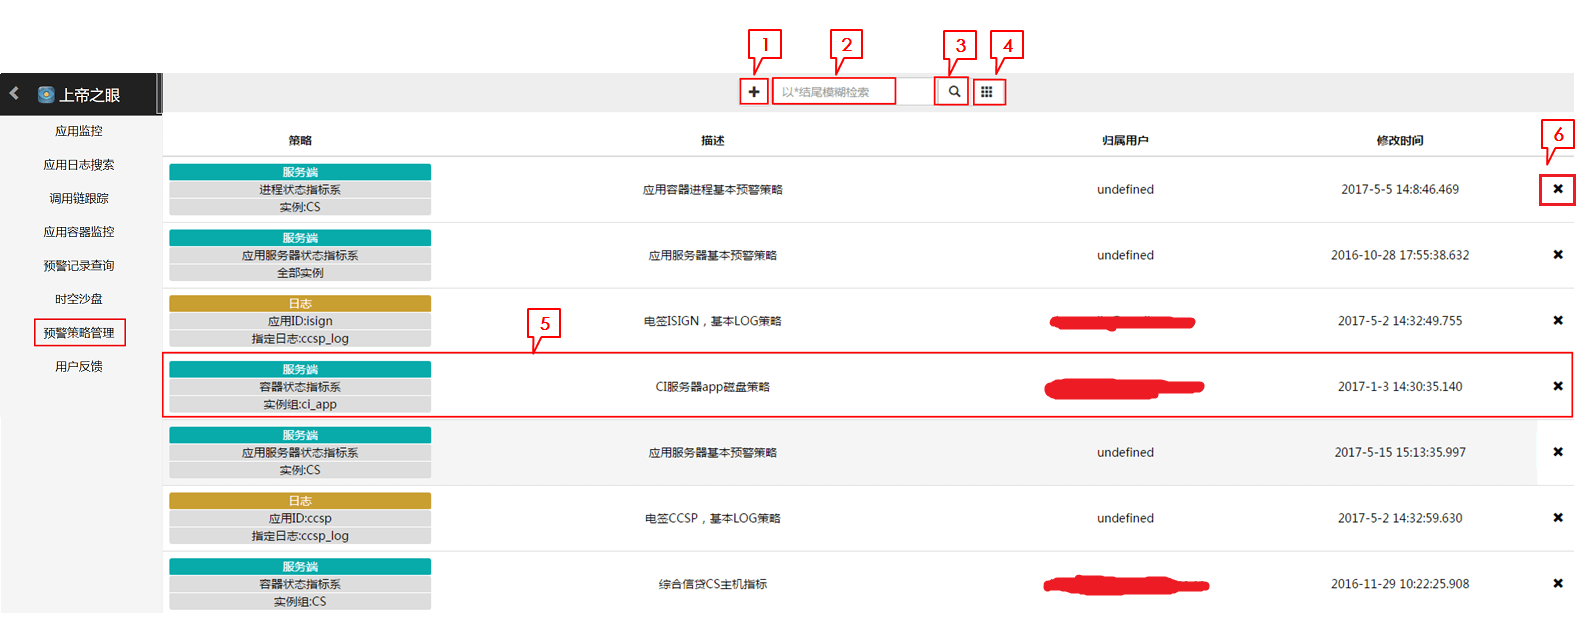 1
2
3
4
上帝之眼
以*结尾模糊检索
应用监控
应用日志搜索
调用链跟踪
应用容器监控
预警记录查询
时空沙盘
预警策略管理
用户反馈
策略 描述 归属用户 修改时间
6
服务端
进程状态指标系
实例:CS
应用容器进程基本预警策略
undefined
2017-5-5 14:8:46.469
服务端
应用服务器状态指标系
全部实例
应用服务器基本预警策略
undefined
2016-10-28 17:55:38.632
日志
应用ID:isign
指定日志:ccsp_log
电签ISIGN，基本LOG策略
2017-5-2 14:32:49.755
5
服务端
容器状态指标系
实例组:ci_app
CI服务器app磁盘策略
2017-1-3 14:30:35.140
服务端
应用服务器状态指标系
实例:CS
应用服务器基本预警策略
undefined
2017-5-15 15:13:35.997
日志
应用ID:ccsp
指定日志:ccsp_log
电签CCSP，基本LOG策略
undefined
2017-5-2 14:32:59.630
服务端
容器状态指标系
实例组:CS
综合信贷CS主机指标
2016-11-29 10:22:25.908